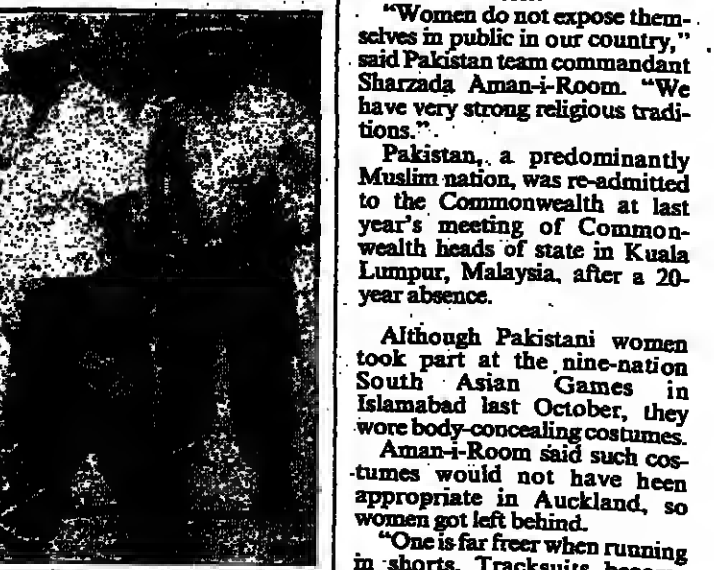 "Women do not expose them-
selves in public in our country,"
said Pakistan team commandant
Sharzada Aman-i-Room. "We
have very strong religious tradi-
tions."
Pakistan, a predominantly
Muslim nation, was re-admitted
to the Commonwealth at last
year's meeting of Common-
wealth heads of state in Kuala
Lumpur, Malaysia, after a 20-
year absence.
Although Pakistani women
took part at the nine-nation
South Asian Games in
Islamabad last October, they
wore body-concealing costumes.
Aman-i-Room said such cos-
tumes would not have heen
appropriate in Auckland, so
women got left behind.
"One is far freer when running
in shorts. Tracksuits